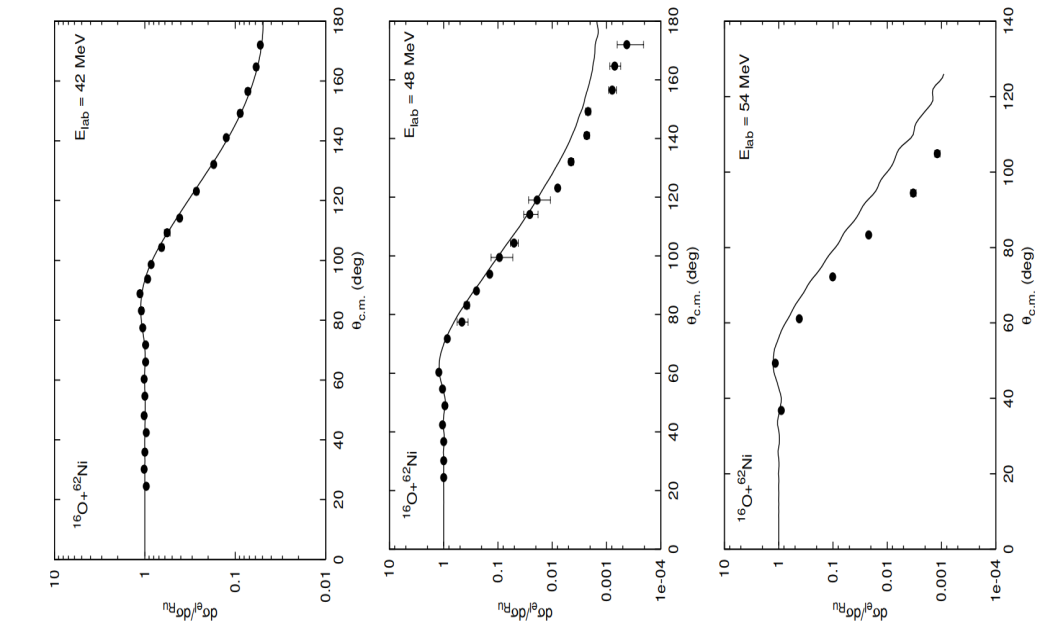 ¹⁶O+⁶²Ni
E_lab = 42 MeV
10
1
0.1
0.01
dσ_el/dσ_Ru
0 20 40 60 80 100 120 140 160 180
θ_c.m. (deg)
¹⁶O+⁶²Ni
E_lab = 48 MeV
10
1
0.1
0.01
0.001
1e-04
dσ_el/dσ_Ru
0 20 40 60 80 100 120 140 160 180
θ_c.m. (deg)
¹⁶O+⁶²Ni
E_lab = 54 MeV
10
1
0.1
0.01
0.001
1e-04
dσ_el/dσ_Ru
0 20 40 60 80 100 120 140
θ_c.m. (deg)